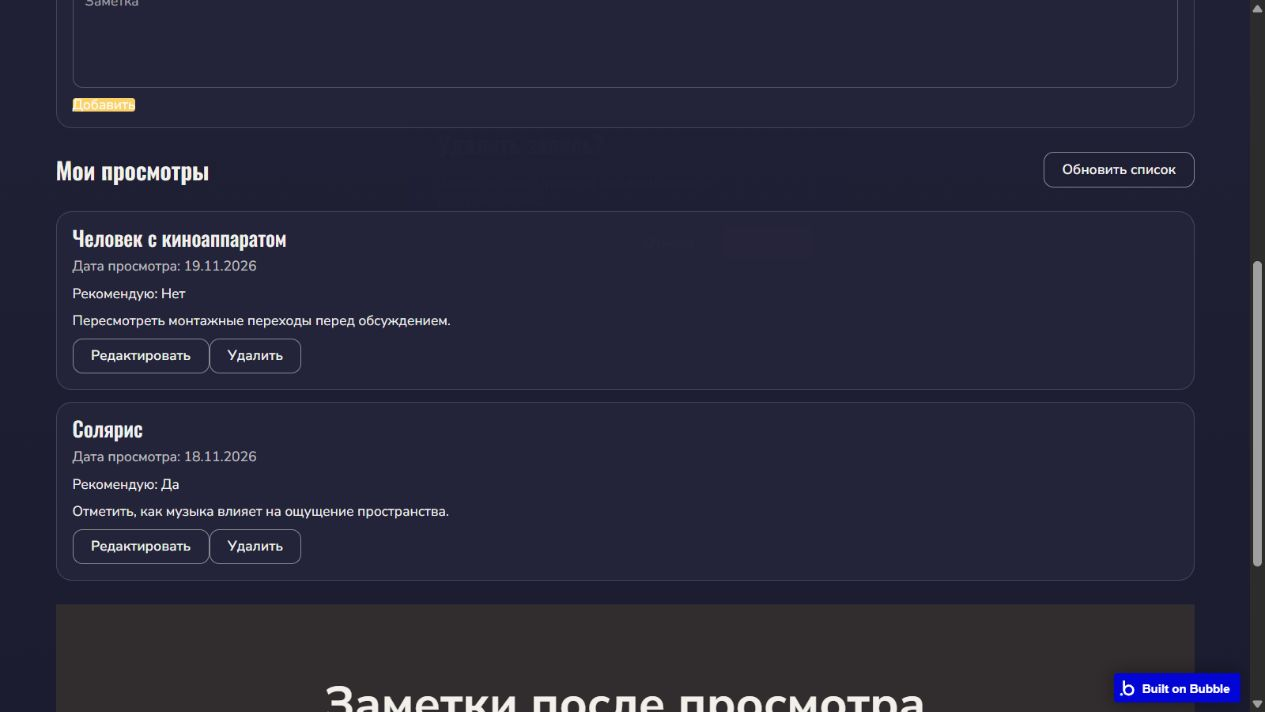 Заметка
Добавить
Мои просмотры
Обновить список
Человек с киноаппаратом
Дата просмотра: 19.11.2026
Рекомендую: Нет
Пересмотреть монтажные переходы перед обсуждением.
Редактировать Удалить
Солярис
Дата просмотра: 18.11.2026
Рекомендую: Да
Отметить, как музыка влияет на ощущение пространства.
Редактировать Удалить
Заметки после просмотра
Built on Bubble